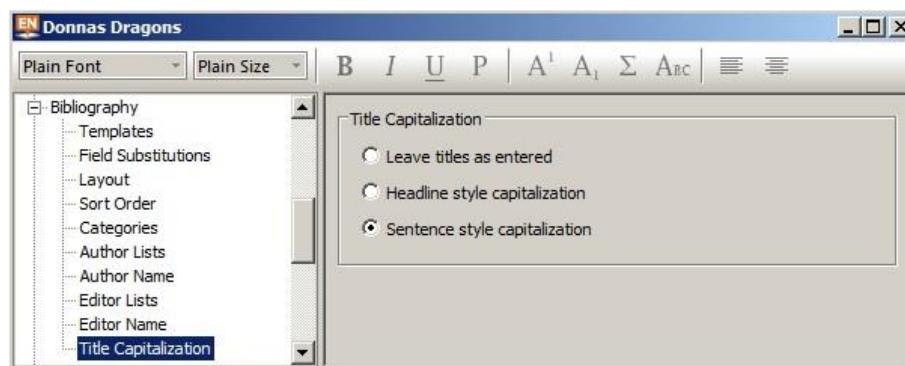 EN Donnas Dragons
Plain Font Plain Size B I U P A¹ A₁ Σ ABC
Bibliography
Templates
Field Substitutions
Layout
Sort Order
Categories
Author Lists
Author Name
Editor Lists
Editor Name
Title Capitalization
Title Capitalization
Leave titles as entered
Headline style capitalization
Sentence style capitalization